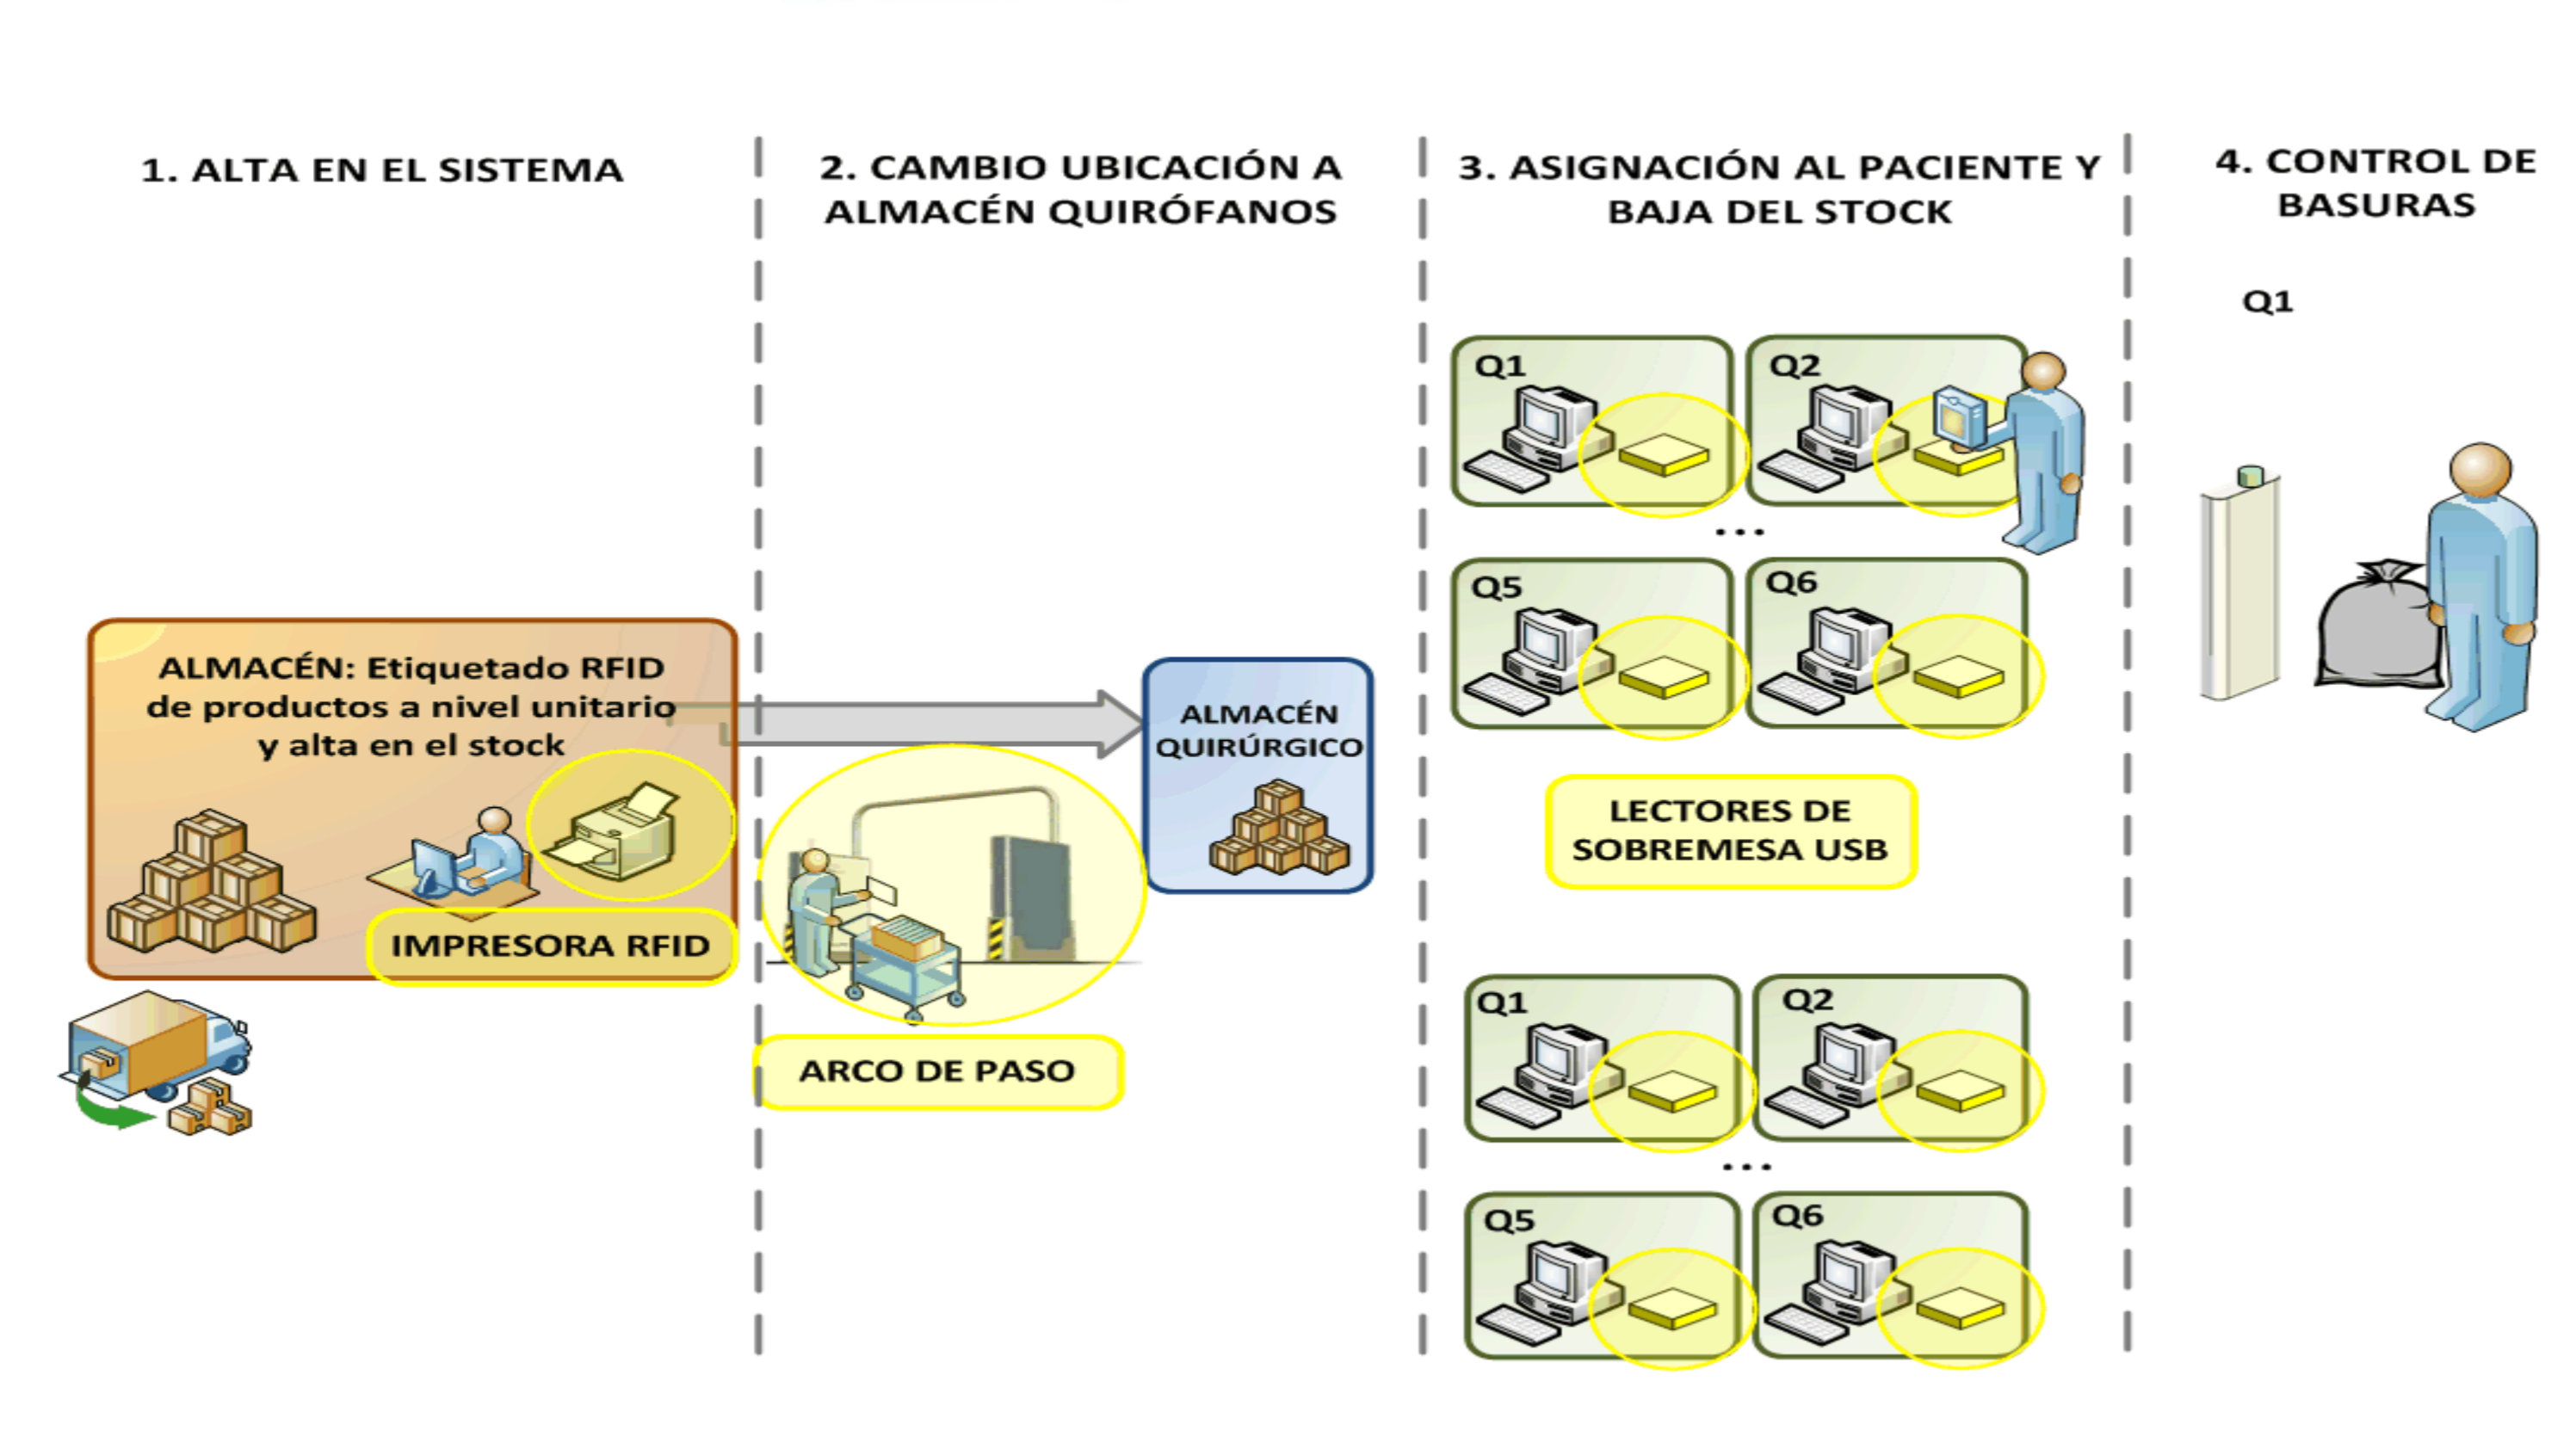 1. ALTA EN EL SISTEMA
2. CAMBIO UBICACIÓN A
ALMACÉN QUIRÓFANOS
3. ASIGNACIÓN AL PACIENTE Y
BAJA DEL STOCK
4. CONTROL DE
BASURAS
Q1
ALMACÉN: Etiquetado RFID
de productos a nivel unitario
y alta en el stock
IMPRESORA RFID
ALMACÉN
QUIRÚRGICO
ARCO DE PASO
Q1
Q2
...
Q5
Q6
LECTORES DE
SOBREMESA USB
Q1
Q2
...
Q5
Q6